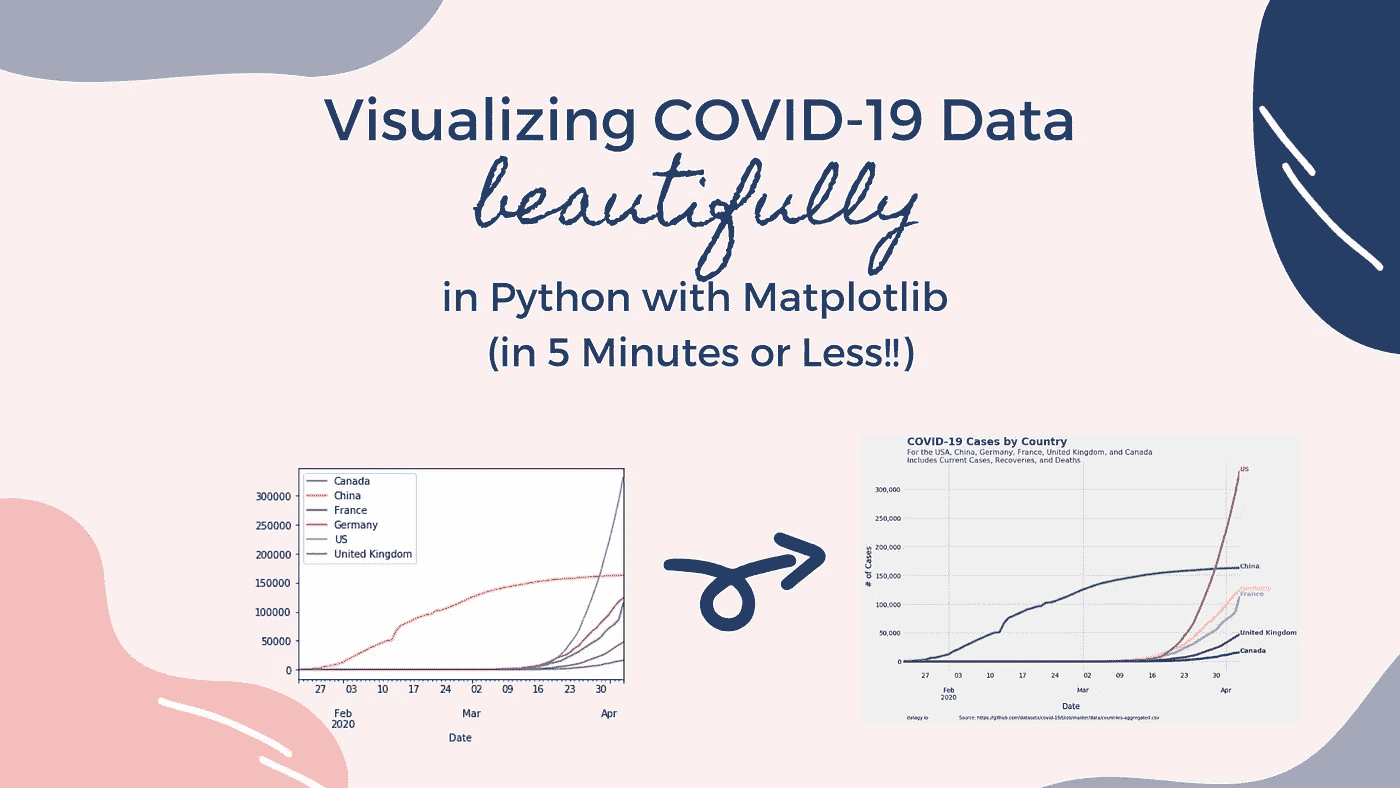 Visualizing COVID-19 Data
beautifully
in Python with Matplotlib
(in 5 Minutes or Less!!)
Canada
China
France
Germany
US
United Kingdom
300000
250000
200000
150000
100000
50000
0
27 03 10 17 24 02 09 16 23 30
Feb Mar Apr
2020
Date
COVID-19 Cases by Country
For the USA, China, Germany, France, United Kingdom, and Canada
Includes Current Cases, Recoveries, and Deaths
US
300,000
250,000
200,000
China
150,000
Germany
France
100,000
50,000
United Kingdom
Canada
0
# of Cases
27 03 10 17 24 02 09 16 23 30
Feb Mar Apr
2020
Date
datagy.io Source: https://github.com/datasets/covid-19/blob/master/data/countries-aggregated.csv